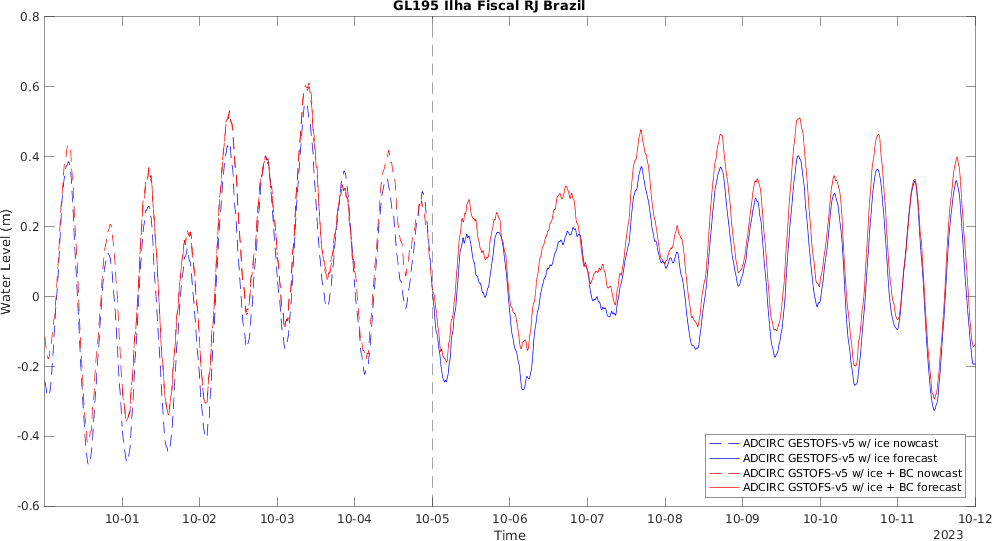 GL195 Ilha Fiscal RJ Brazil
0.8
0.6
0.4
0.2
0
-0.2
-0.4
-0.6
Water Level (m)
ADCIRC GESTOFS-v5 w/ ice nowcast
ADCIRC GESTOFS-v5 w/ ice forecast
ADCIRC GSTOFS-v5 w/ ice + BC nowcast
ADCIRC GSTOFS-v5 w/ ice + BC forecast
10-01 10-02 10-03 10-04 10-05 10-06 10-07 10-08 10-09 10-10 10-11 10-12
Time
2023